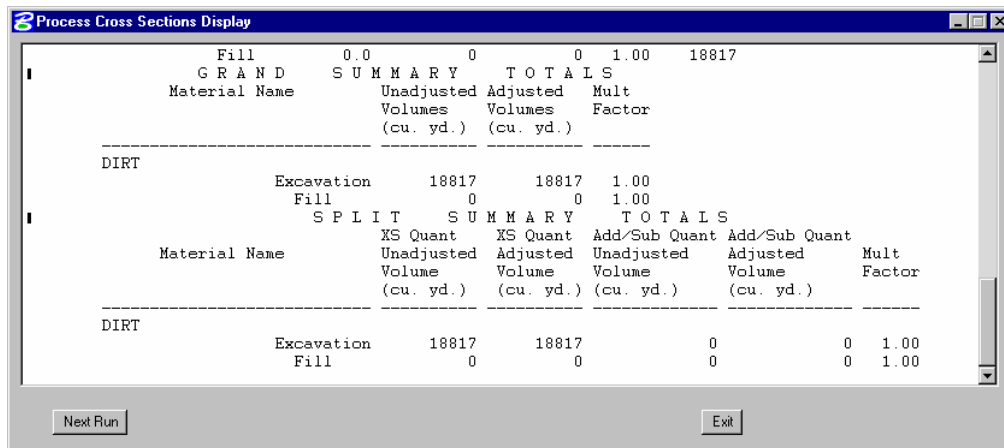 Process Cross Sections Display
Fill 0.0 0 0 1.00 18817
G R A N D S U M M A R Y T O T A L S
Material Name Unadjusted Adjusted Mult
Volumes Volumes Factor
(cu. yd.) (cu. yd.)
DIRT
Excavation 18817 18817 1.00
Fill 0 0 1.00
S P L I T S U M M A R Y T O T A L S
XS Quant XS Quant Add/Sub Quant Add/Sub Quant
Material Name Unadjusted Adjusted Unadjusted Adjusted Mult
Volume Volume Volume Volume Factor
(cu. yd.) (cu. yd.) (cu. yd.) (cu. yd.)
DIRT
Excavation 18817 18817 0 0 1.00
Fill 0 0 0 0 1.00
Next Run Exit